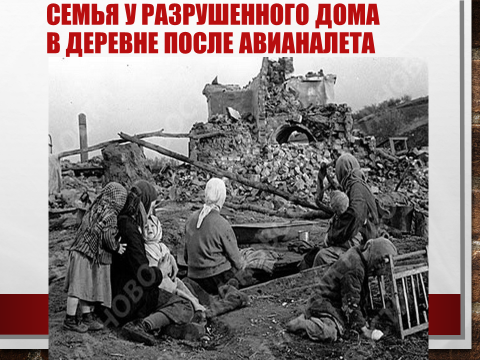 СЕМЬЯ У РАЗРУШЕННОГО ДОМА
В ДЕРЕВНЕ ПОСЛЕ АВИАНАЛЕТА